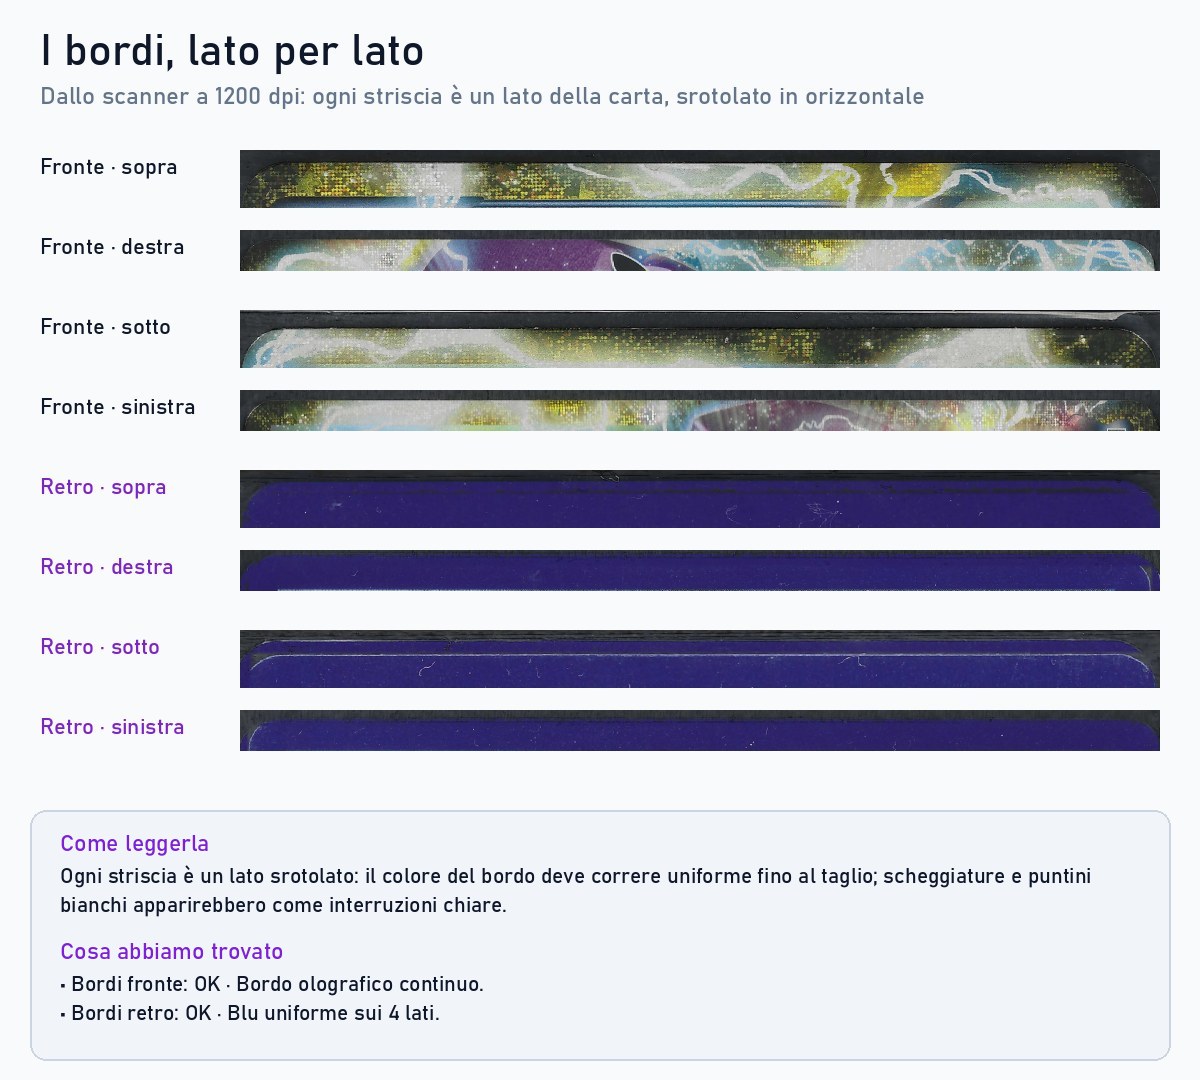 I bordi, lato per lato
Dallo scanner a 1200 dpi: ogni striscia è un lato della carta, srotolato in orizzontale
Fronte · sopra
Fronte · destra
Fronte · sotto
Fronte · sinistra
Retro · sopra
Retro · destra
Retro · sotto
Retro · sinistra
Come leggerla
Ogni striscia è un lato srotolato: il colore del bordo deve correre uniforme fino al taglio; scheggiature e puntini
bianchi apparirebbero come interruzioni chiare.
Cosa abbiamo trovato
• Bordi fronte: OK · Bordo olografico continuo.
• Bordi retro: OK · Blu uniforme sui 4 lati.